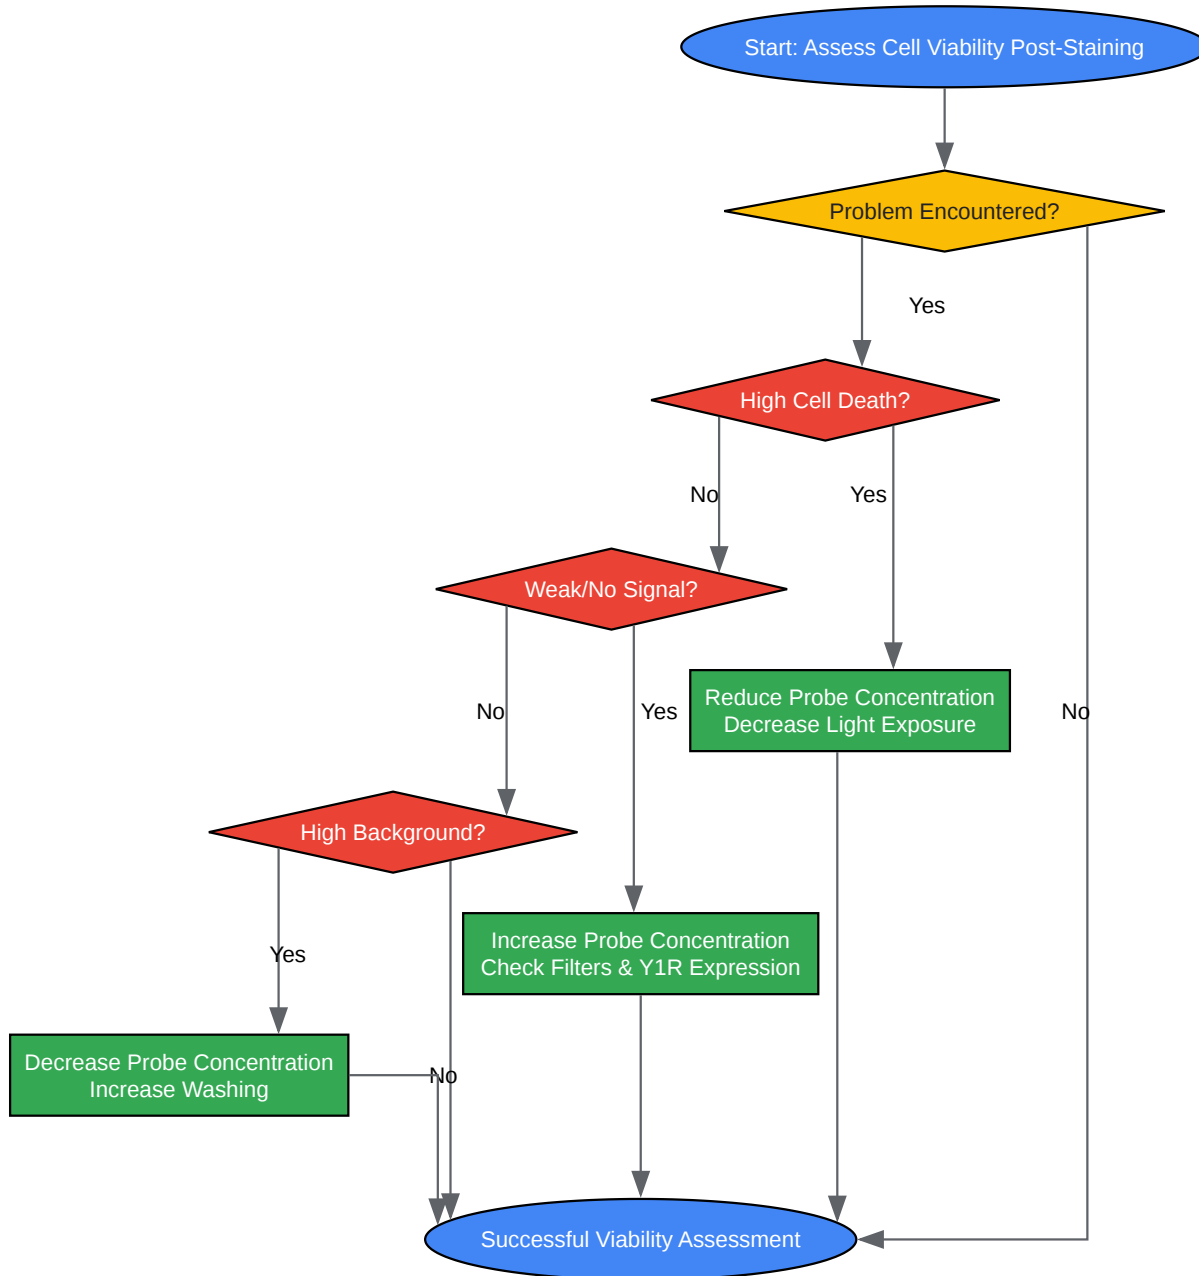 Start: Assess Cell Viability Post-Staining
Problem Encountered?
Yes
High Cell Death?
No
Yes
Weak/No Signal?
Reduce Probe Concentration
Decrease Light Exposure
No
Yes
No
High Background?
Increase Probe Concentration
Check Filters & Y1R Expression
Yes
Decrease Probe Concentration
Increase Washing
No
Successful Viability Assessment